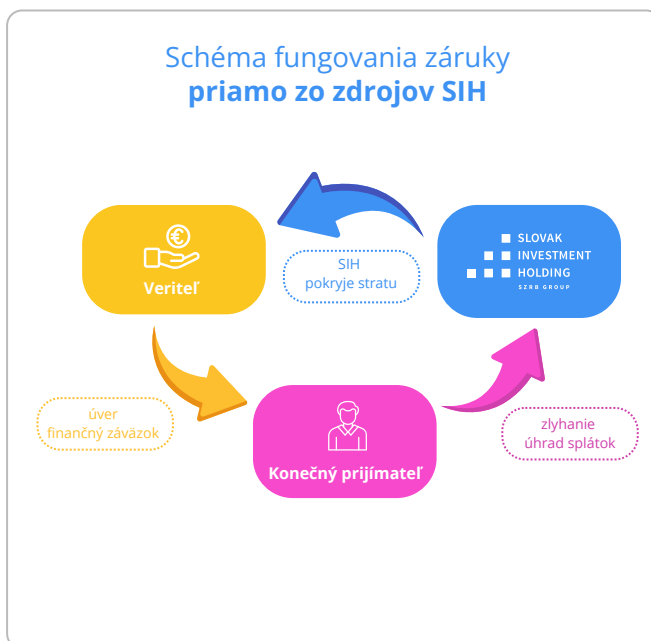 Schéma fungovania záruky
priamo zo zdrojov SIH
€
Veriteľ
SIH
pokryje stratu
SLOVAK
INVESTMENT
HOLDING
SZRB GROUP
úver
finančný záväzok
Konečný prijímateľ
zlyhanie
úhrad splátok